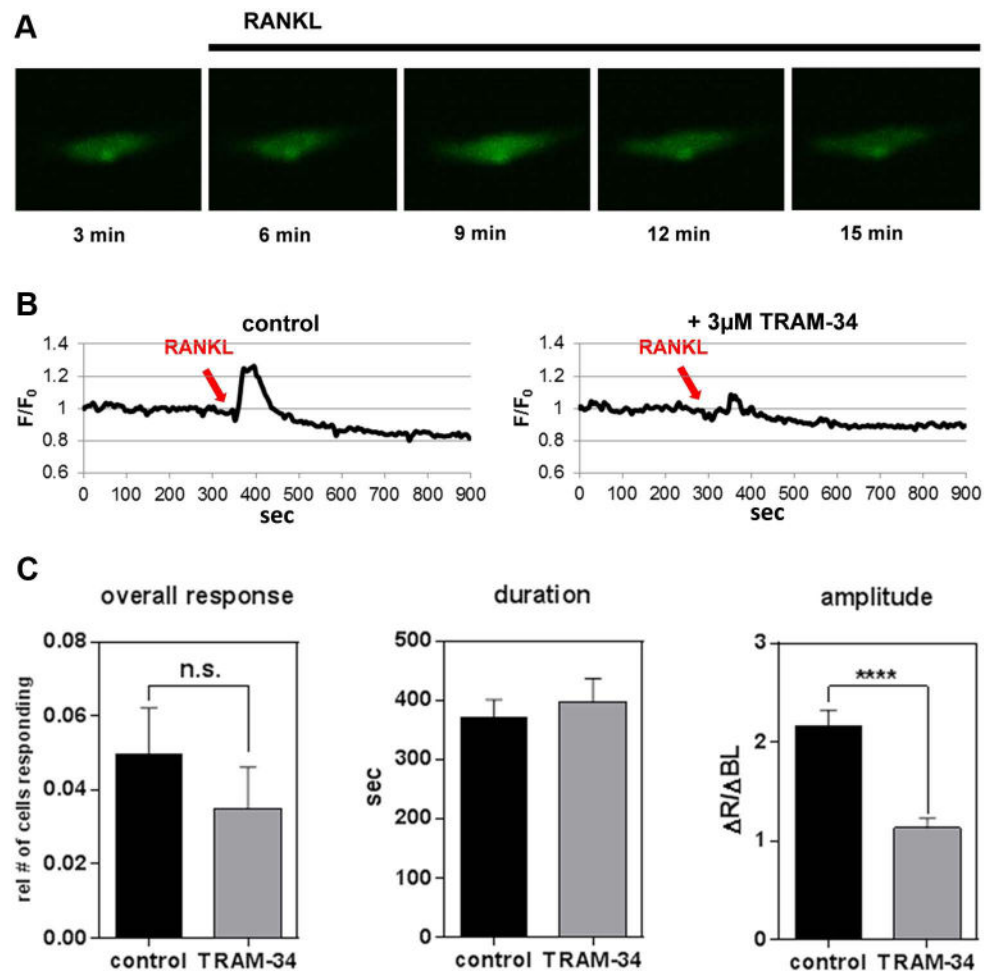 A
RANKL
3 min 6 min 9 min 12 min 15 min
B
control
RANKL
F/F0
1.4
1.2
1
0.8
0.6
0 100 200 300 400 500 600 700 800 900
sec
+ 3µM TRAM-34
RANKL
F/F0
1.4
1.2
1
0.8
0.6
0 100 200 300 400 500 600 700 800 900
sec
C
overall response
rel # of cells responding
0.08
0.06
0.04
0.02
0.00
n.s.
control TRAM-34
duration
sec
500
400
300
200
100
0
control TRAM-34
amplitude
ΔR/ΔBL
3
2
1
0
****
control TRAM-34